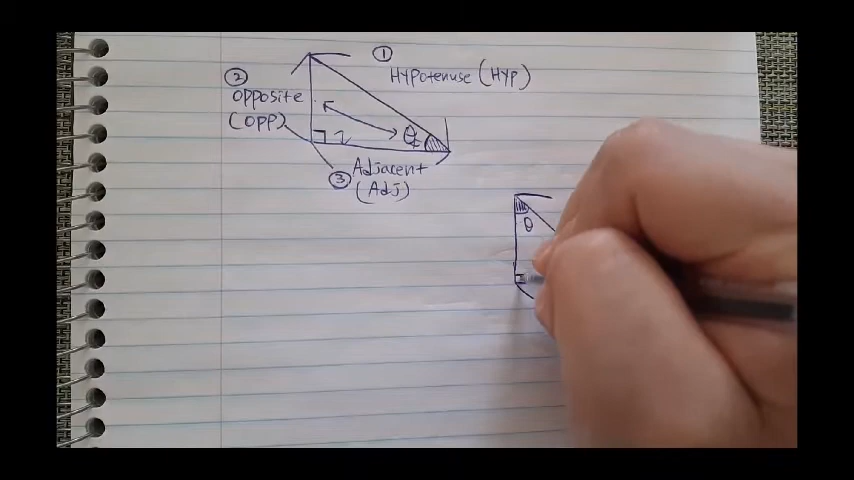 ① Hypotenuse (HYP)
② Opposite
(OPP)
θ
③ Adjacent
(Adj)
θ